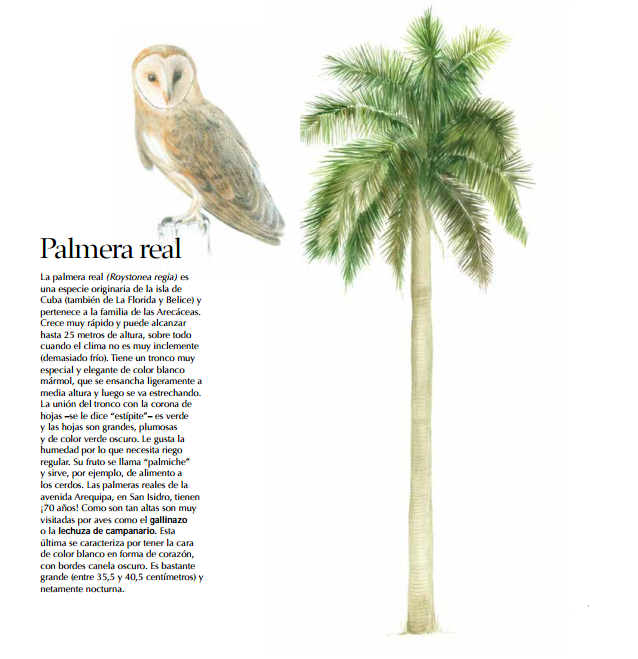 Palmera real
La palmera real (Roystonea regia) es
una especie originaria de la isla de
Cuba (también de La Florida y Belice) y
pertenece a la familia de las Arecáceas.
Crece muy rápido y puede alcanzar
hasta 25 metros de altura, sobre todo
cuando el clima no es muy inclemente
(demasiado frío). Tiene un tronco muy
especial y elegante de color blanco
mármol, que se ensancha ligeramente a
media altura y luego se va estrechando.
La unión del tronco con la corona de
hojas –se le dice “estípite”– es verde
y las hojas son grandes, plumosas
y de color verde oscuro. Le gusta la
humedad por lo que necesita riego
regular. Su fruto se llama “palmiche”
y sirve, por ejemplo, de alimento a
los cerdos. Las palmeras reales de la
avenida Arequipa, en San Isidro, tienen
¡70 años! Como son tan altas son muy
visitadas por aves como el gallinazo
o la lechuza de campanario. Esta
última se caracteriza por tener la cara
de color blanco en forma de corazón,
con bordes canela oscuro. Es bastante
grande (entre 35,5 y 40,5 centímetros) y
netamente nocturna.